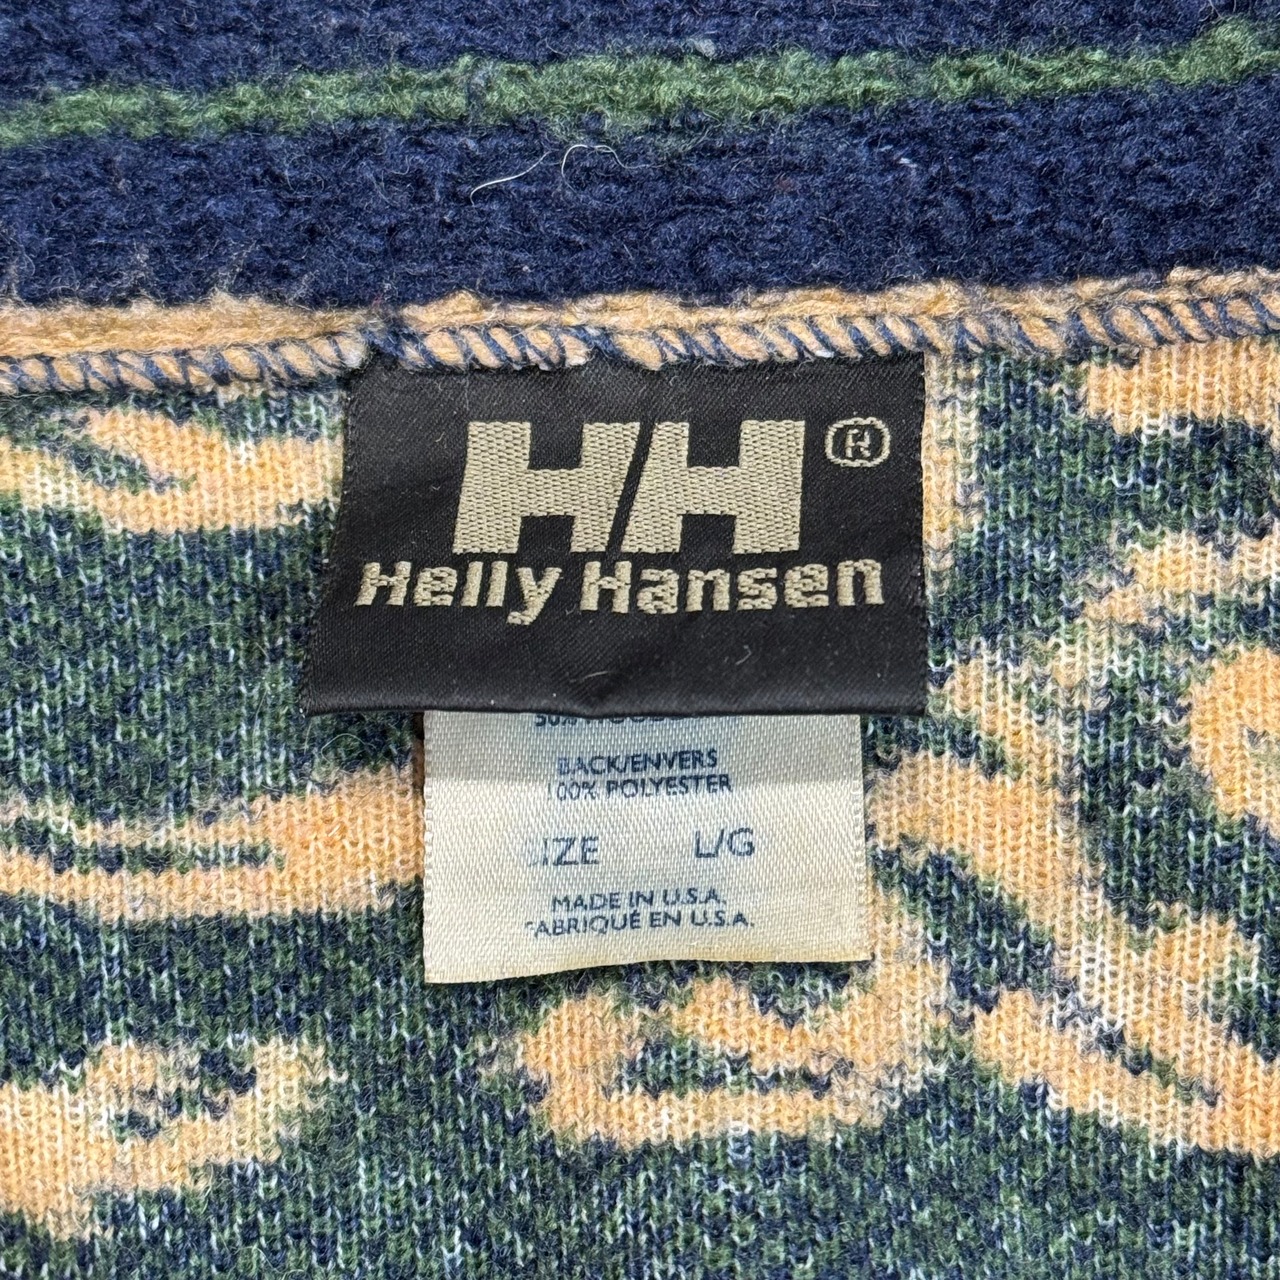 HH®
Helly Hansen
BACK/ENVERS
100% POLYESTER
SIZE L/G
MADE IN U.S.A.
FABRIQUÉ EN U.S.A.